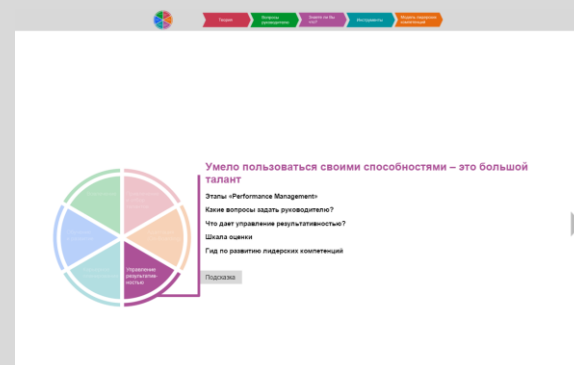 Теория
Вопросы
руководителю
Знаете ли Вы
что?
Инструменты
Модель лидерских
компетенций
Умело пользоваться своими способностями – это большой
талант
Этапы «Performance Management»
Какие вопросы задать руководителю?
Что дает управление результативностью?
Шкала оценки
Гид по развитию лидерских компетенций
Управление
результатив-
ностью
Подсказка